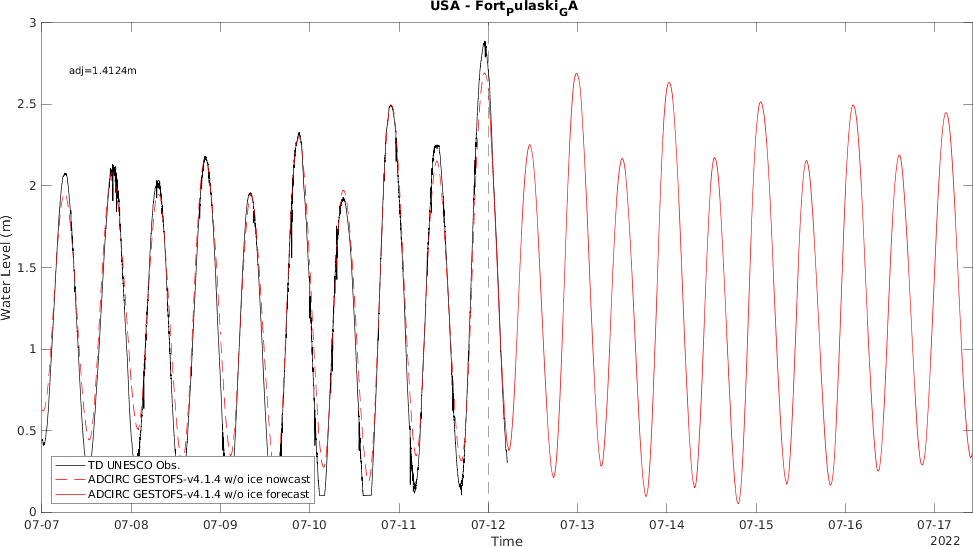 USA - Fort_Pulaski_GA
3
2.5
2
1.5
1
0.5
0
Water Level (m)
adj=1.4124m
TD UNESCO Obs.
ADCIRC GESTOFS-v4.1.4 w/o ice nowcast
ADCIRC GESTOFS-v4.1.4 w/o ice forecast
07-07 07-08 07-09 07-10 07-11 07-12 07-13 07-14 07-15 07-16 07-17
Time
2022